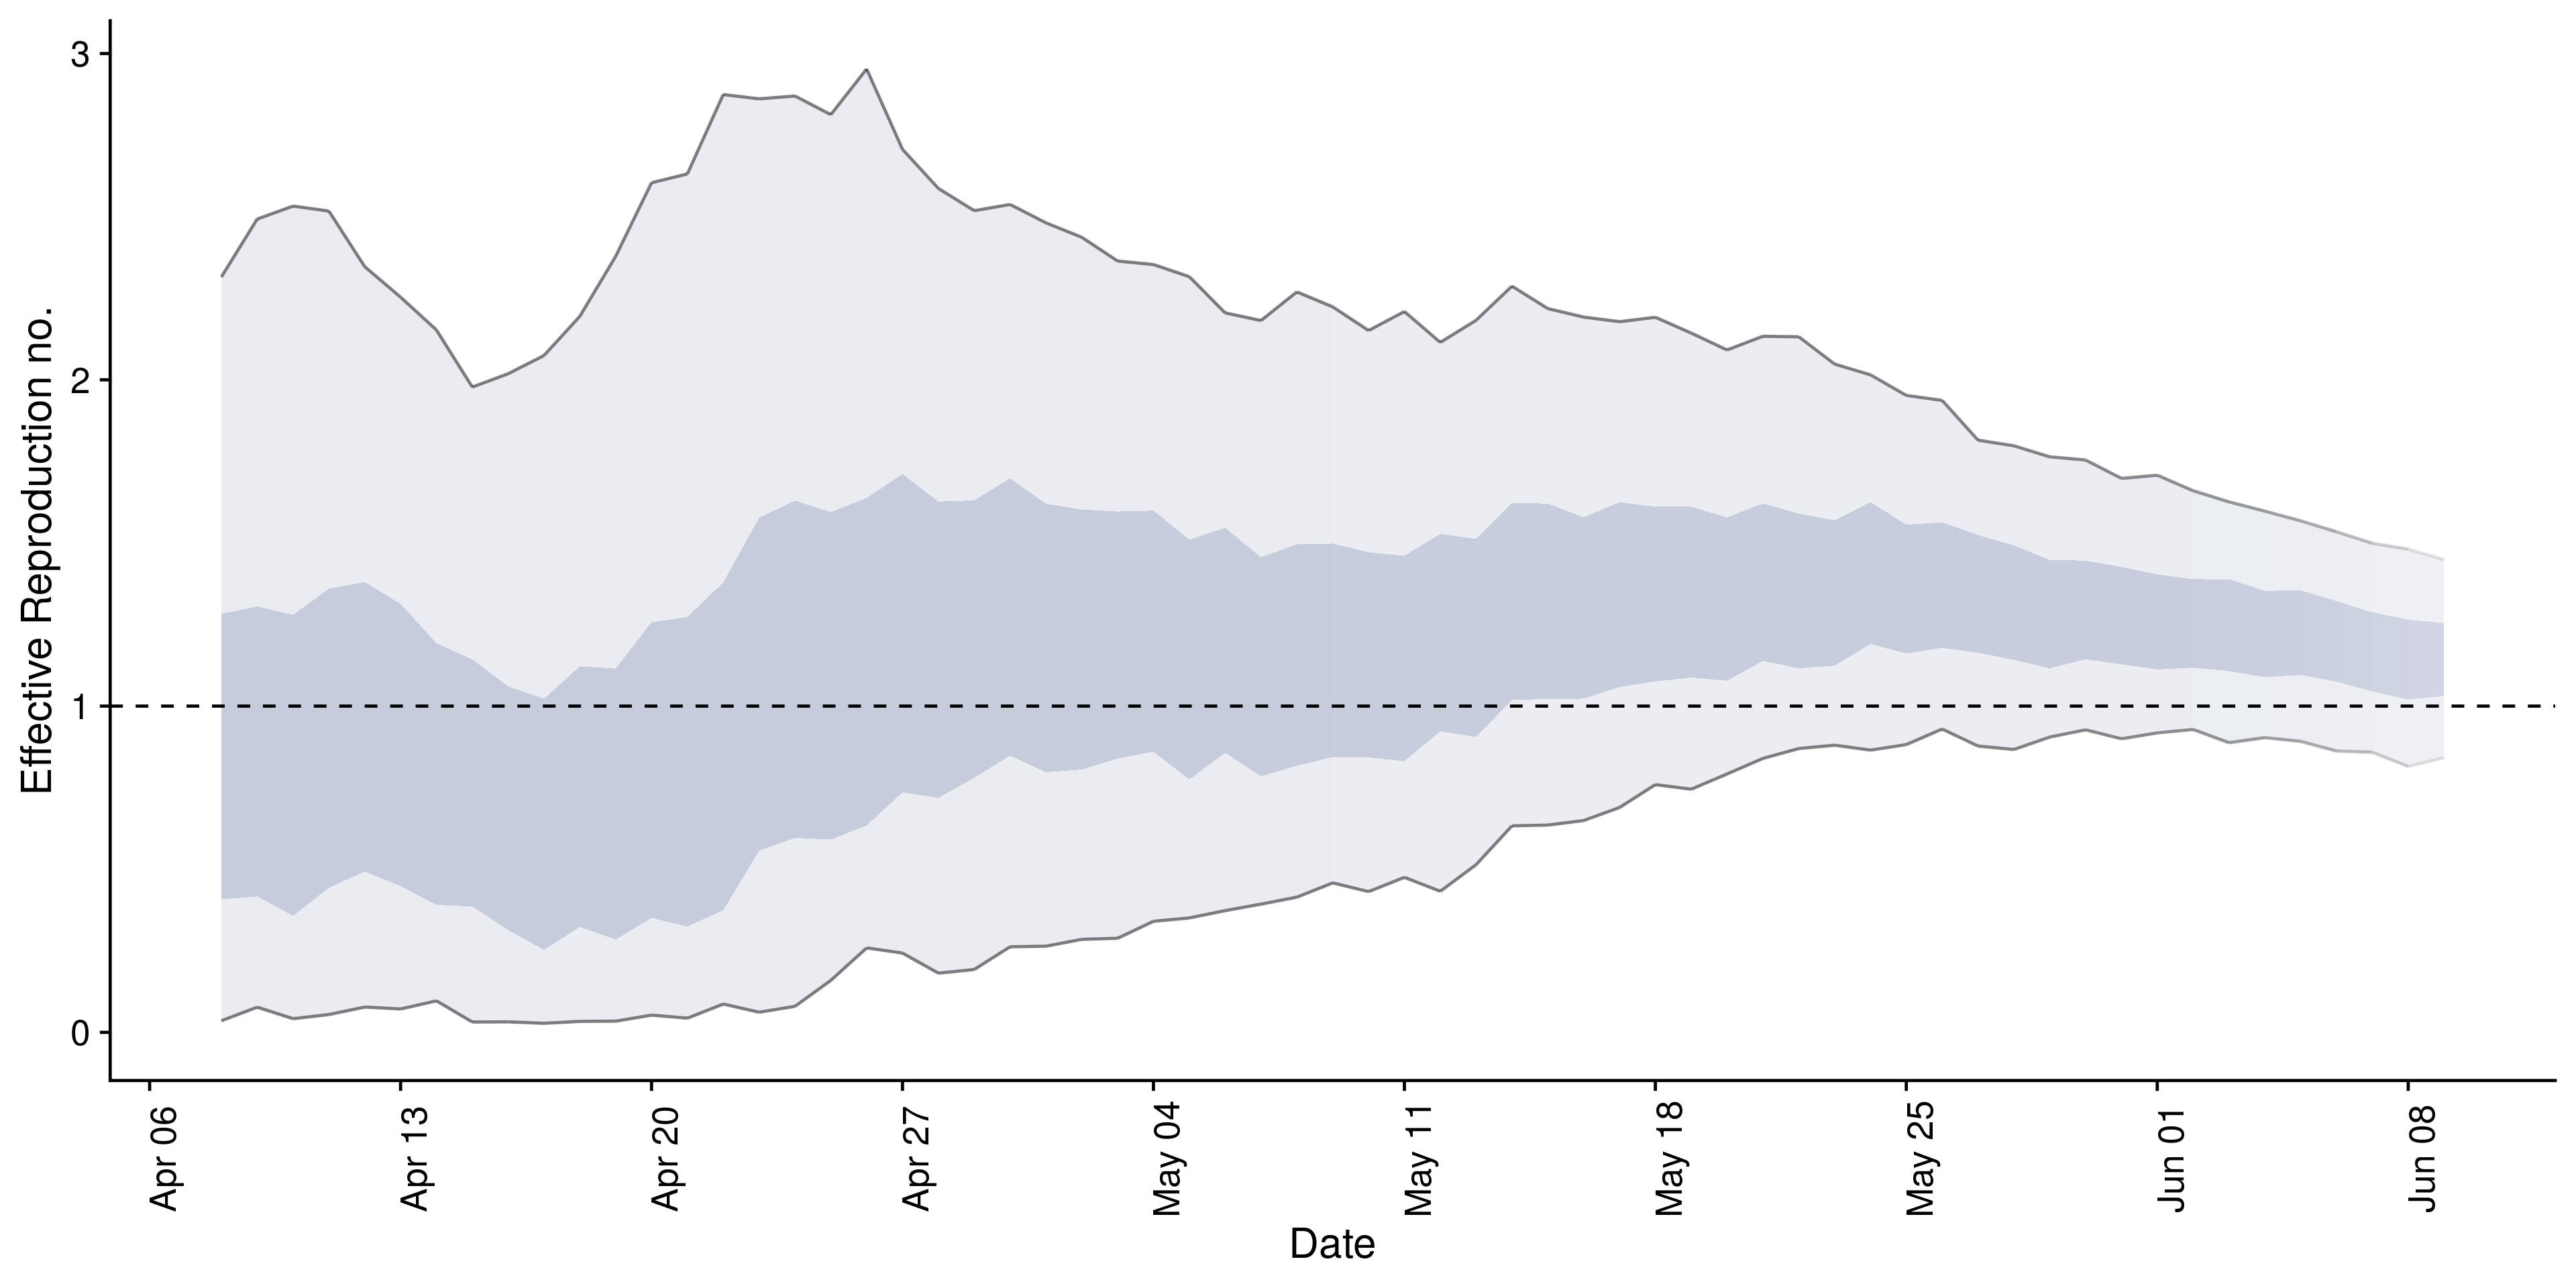 Effective Reproduction no.
3
2
1
0
Apr 06
Apr 13
Apr 20
Apr 27
May 04
May 11
May 18
May 25
Jun 01
Jun 08
Date